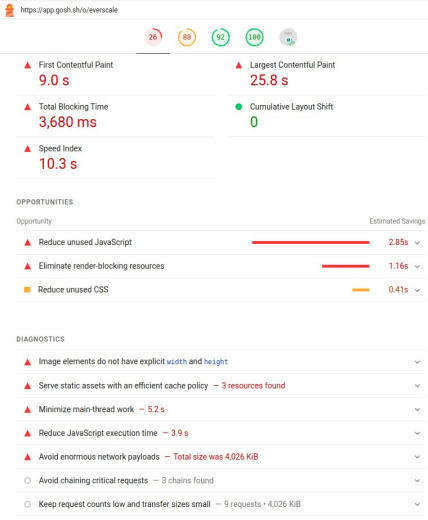 https://app.gosh.sh/o/everscale
26 88 92 100
First Contentful Paint
9.0 s
Largest Contentful Paint
25.8 s
Total Blocking Time
3,680 ms
Cumulative Layout Shift
0
Speed Index
10.3 s
OPPORTUNITIES
Opportunity Estimated Savings
Reduce unused JavaScript 2.85s
Eliminate render-blocking resources 1.16s
Reduce unused CSS 0.41s
DIAGNOSTICS
Image elements do not have explicit width and height
Serve static assets with an efficient cache policy — 3 resources found
Minimize main-thread work — 5.2 s
Reduce JavaScript execution time — 3.9 s
Avoid enormous network payloads — Total size was 4,026 KiB
Avoid chaining critical requests — 3 chains found
Keep request counts low and transfer sizes small — 9 requests • 4,026 KiB